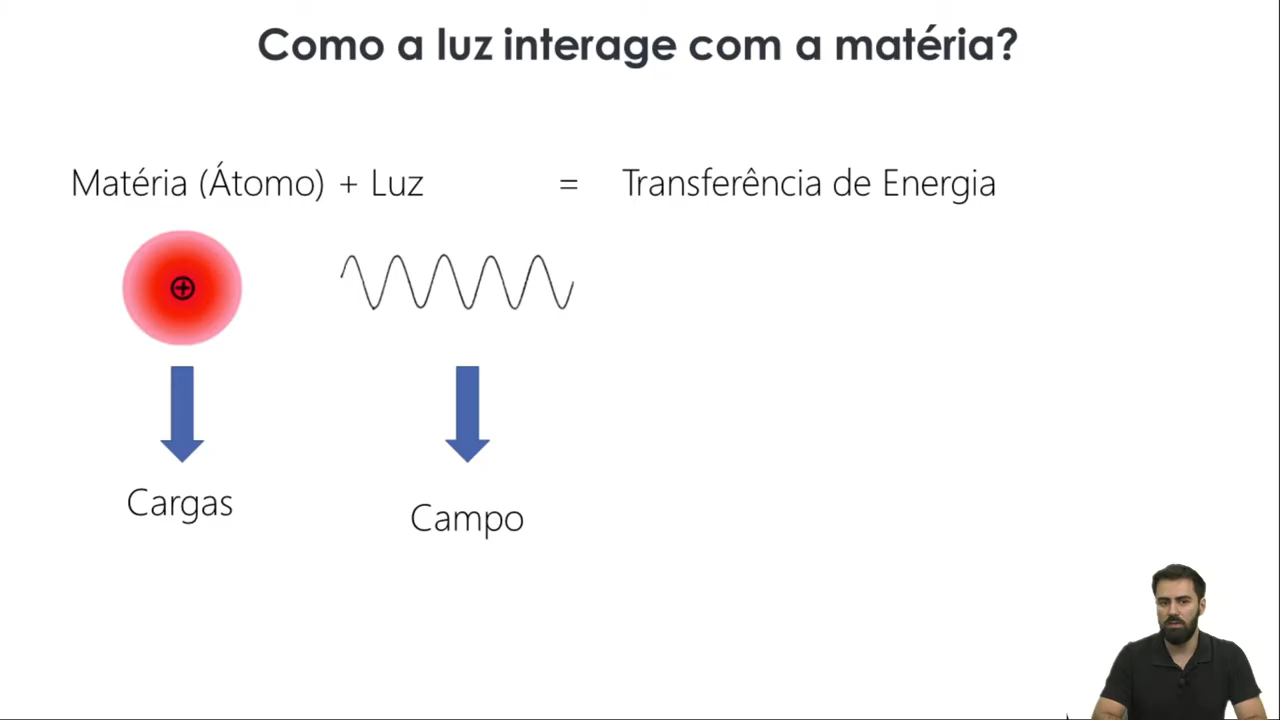 Como a luz interage com a matéria?
Matéria (Átomo) + Luz = Transferência de Energia
+
Cargas
Campo